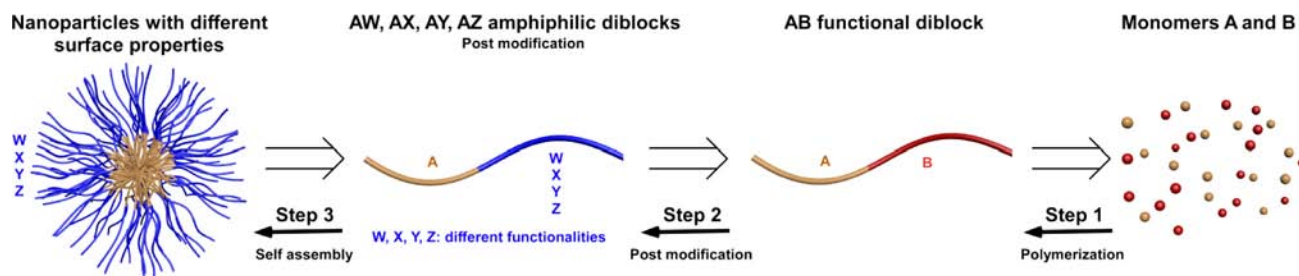 Nanoparticles with different
surface properties
AW, AX, AY, AZ amphiphilic diblocks
Post modification
AB functional diblock
Monomers A and B
W
X
Y
Z
A
W
X
Y
Z
A
B
Step 3
Self assembly
W, X, Y, Z: different functionalities
Step 2
Post modification
Step 1
Polymerization